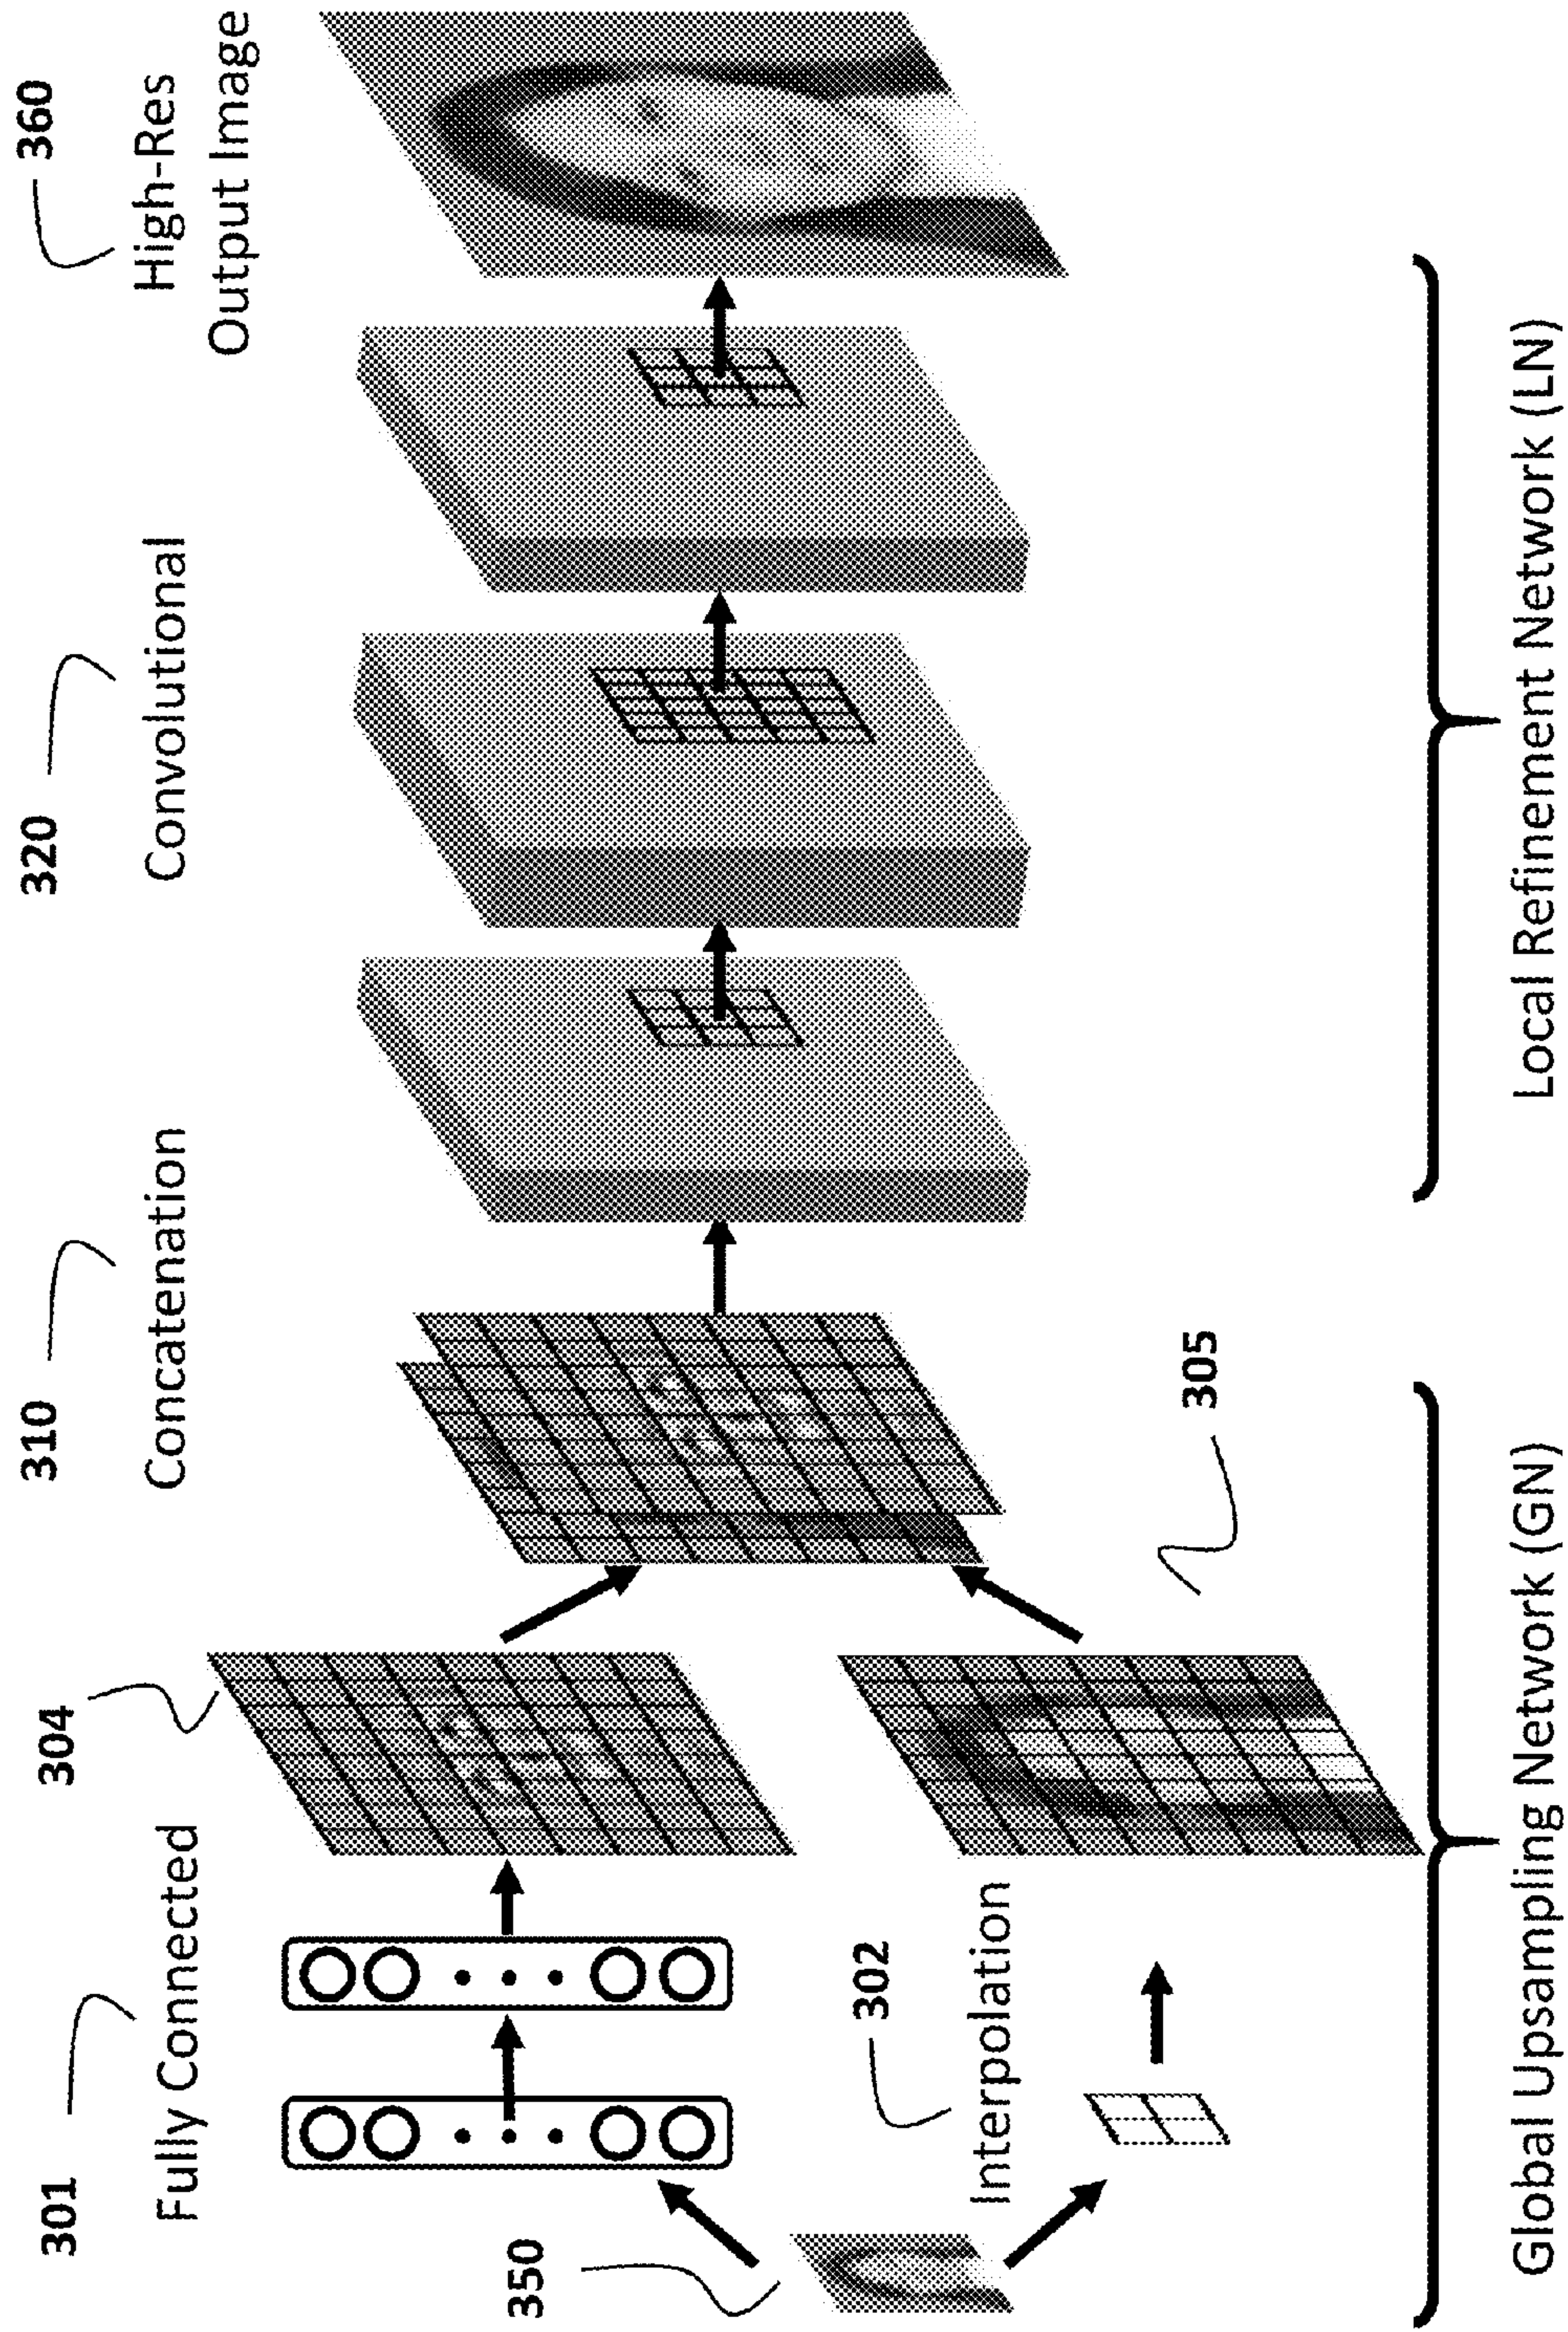 301
Fully Connected
304
310
Concatenation
320
Convolutional
360
High-Res
Output Image
350
302
Interpolation
305
Global Upsampling Network (GN)
Local Refinement Network (LN)